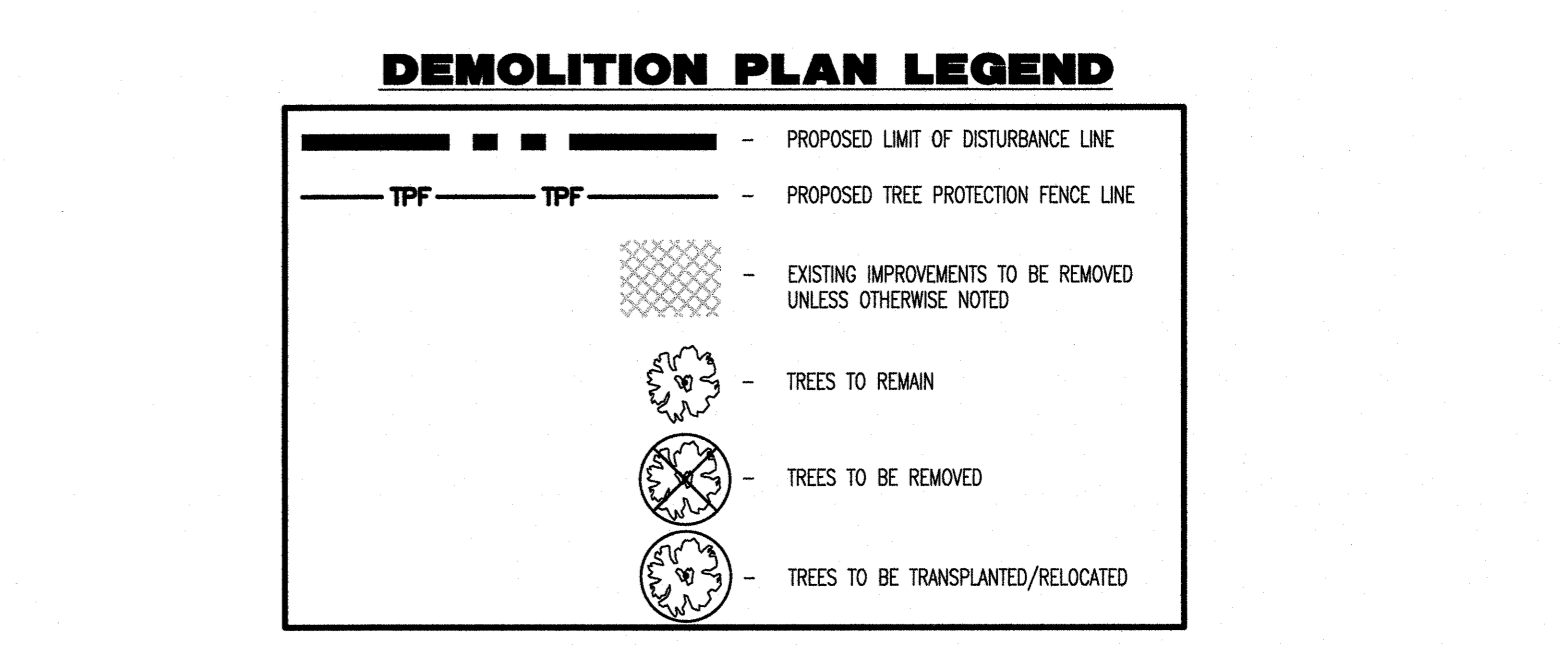 DEMOLITION PLAN LEGEND
- PROPOSED LIMIT OF DISTURBANCE LINE
TPF TPF - PROPOSED TREE PROTECTION FENCE LINE
- EXISTING IMPROVEMENTS TO BE REMOVED
UNLESS OTHERWISE NOTED
- TREES TO REMAIN
- TREES TO BE REMOVED
- TREES TO BE TRANSPLANTED/RELOCATED